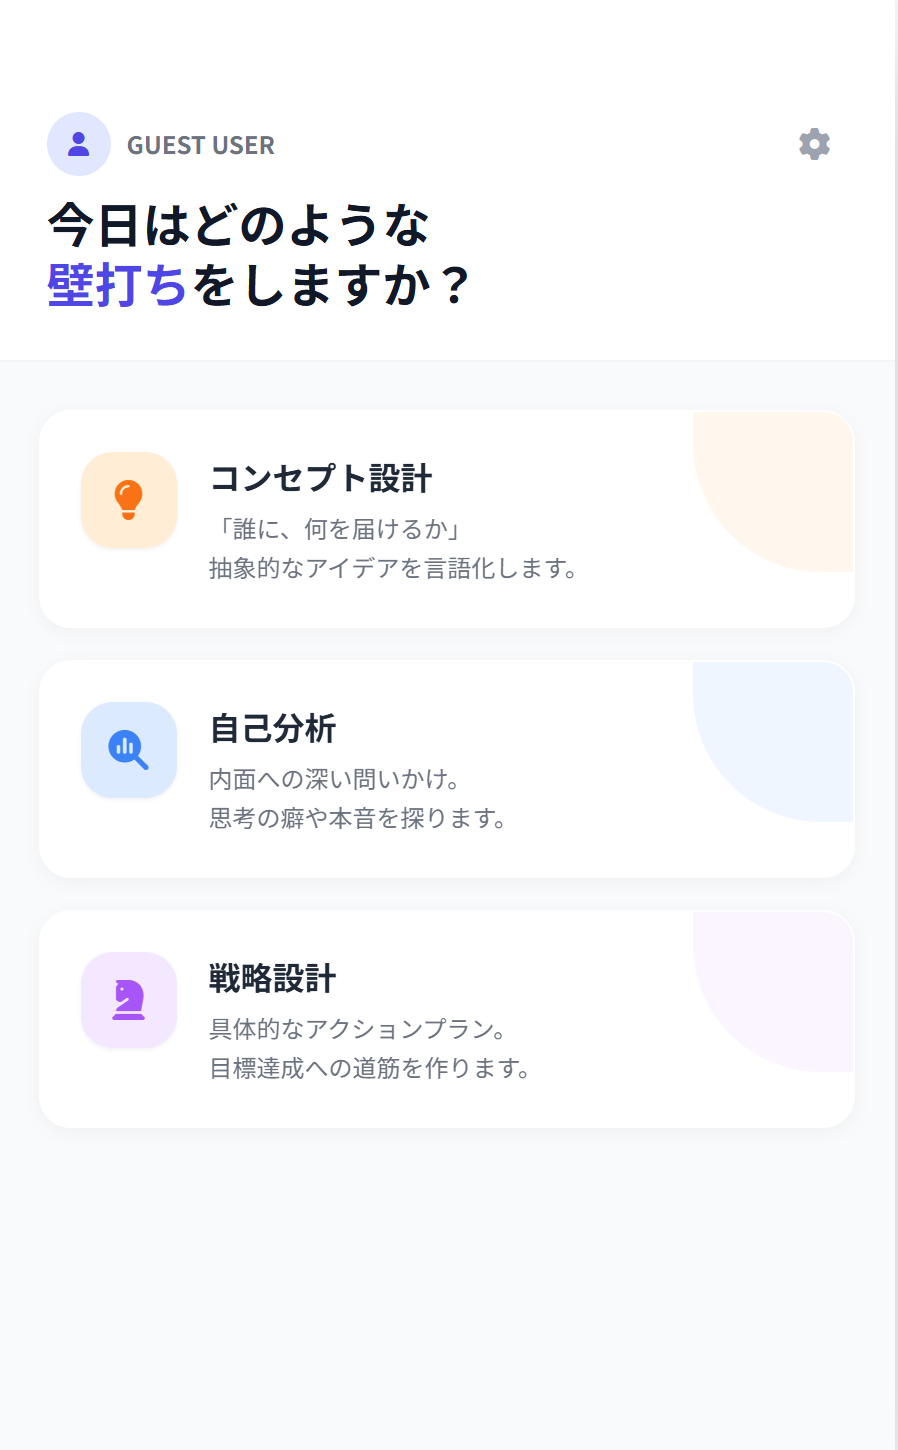 GUEST USER
今日はどのような
壁打ちをしますか？
コンセプト設計
「誰に、何を届けるか」
抽象的なアイデアを言語化します。
自己分析
内面への深い問いかけ。
思考の癖や本音を探ります。
戦略設計
具体的なアクションプラン。
目標達成への道筋を作ります。